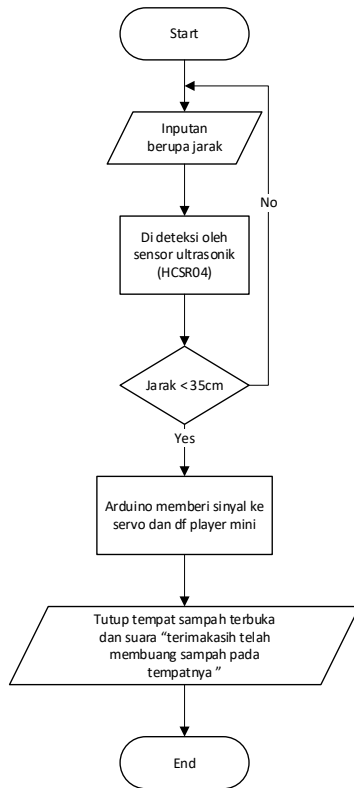 Start
Inputan
berupa jarak
No
Di deteksi oleh
sensor ultrasonik
(HCSR04)
Jarak < 35cm
Yes
Arduino memberi sinyal ke
servo dan df player mini
Tutup tempat sampah terbuka
dan suara “terimakasih telah
membuang sampah pada
tempatnya ”
End